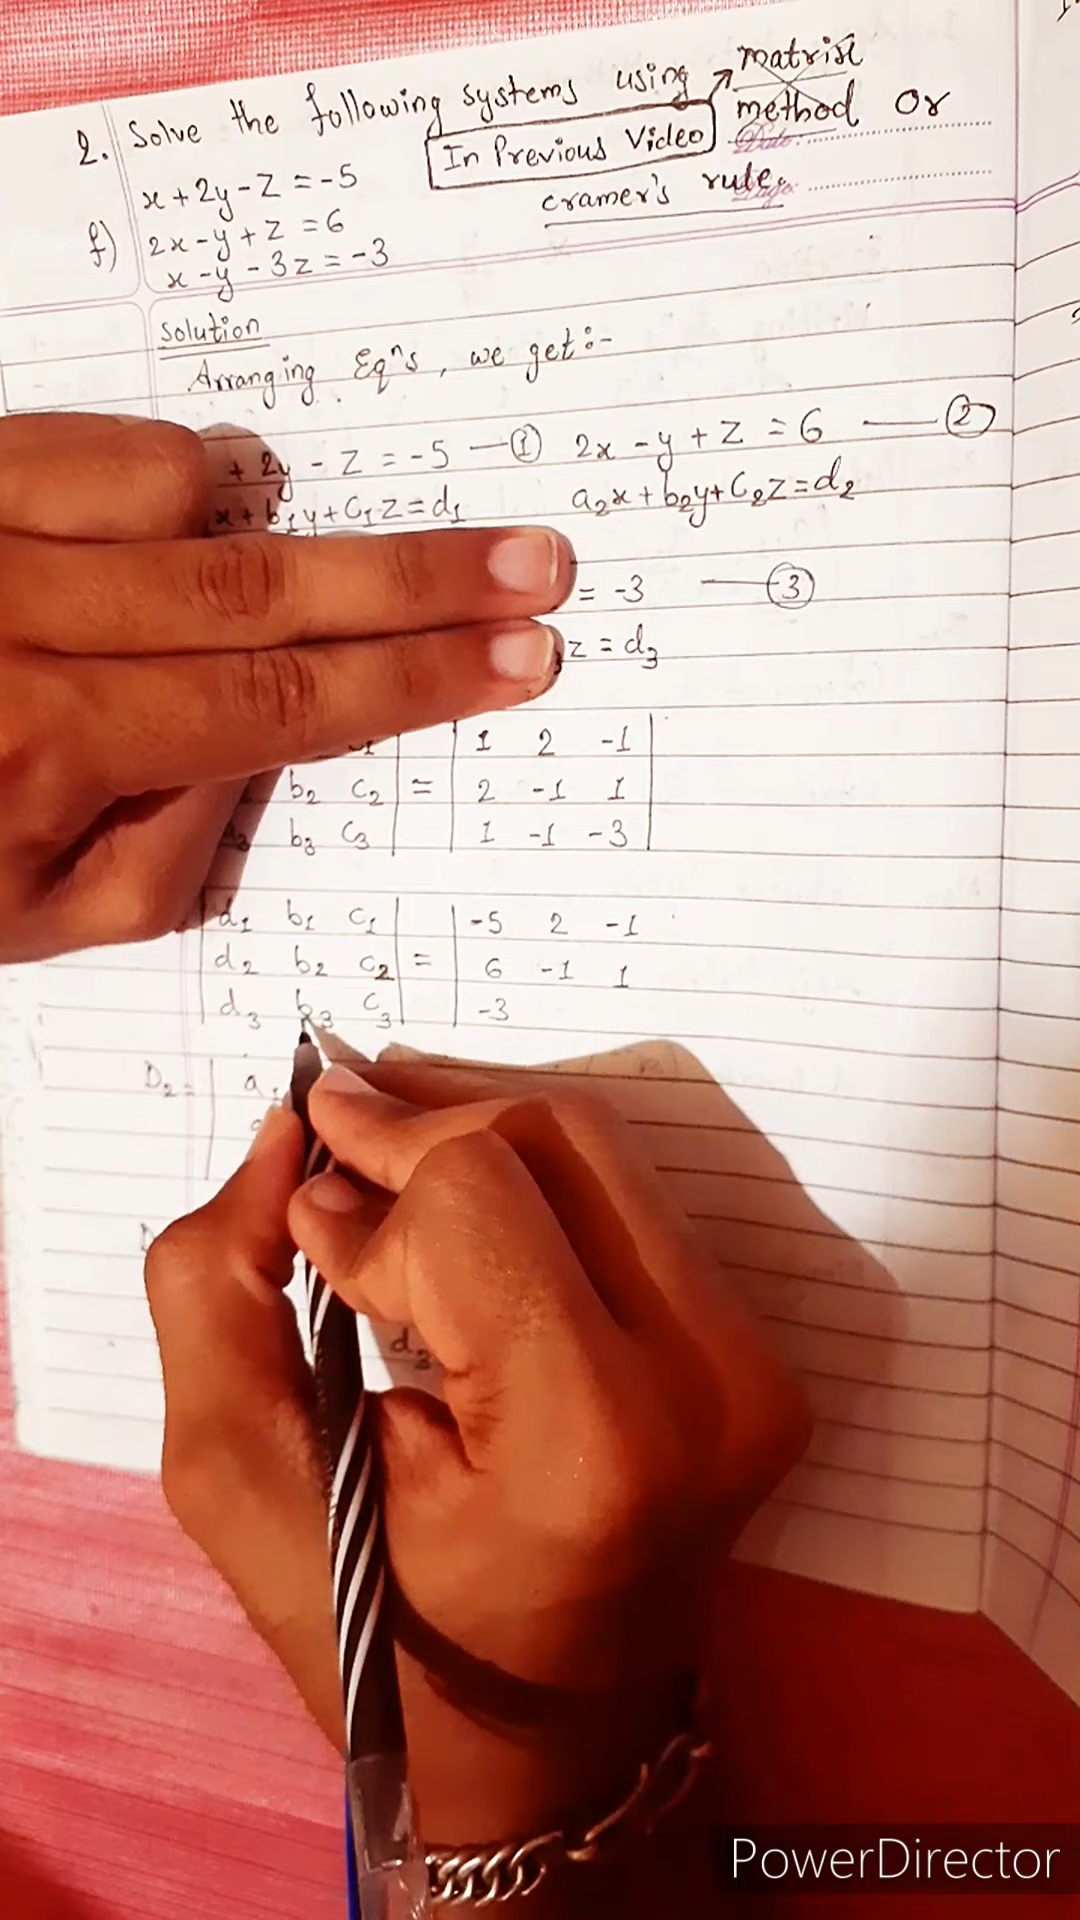 2. Solve the following systems using → matrix
In Previous Video method or
cramer's rule.
x + 2y - z = -5
f) 2x - y + z = 6
x - y - 3z = -3
Solution
Arranging Eqⁿs, we get:-
+ 2y - z = -5 — ① 2x - y + z = 6 — ②
x + b₁y + c₁z = d₁ a₂x + b₂y + c₂z = d₂
= -3 — ③
z = d₃
1 2 -1
b₂ c₂ = 2 -1 1
b₃ c₃ 1 -1 -3
d₁ b₁ c₁ -5 2 -1
d₂ b₂ c₂ = 6 -1 1
d₃ b₃ c₃ -3
D₂ = a
d₃
PowerDirector